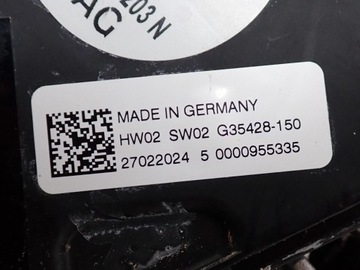 203 N
AG
MADE IN GERMANY
HW02 SW02 G35428-150
27022024 5 0000955335